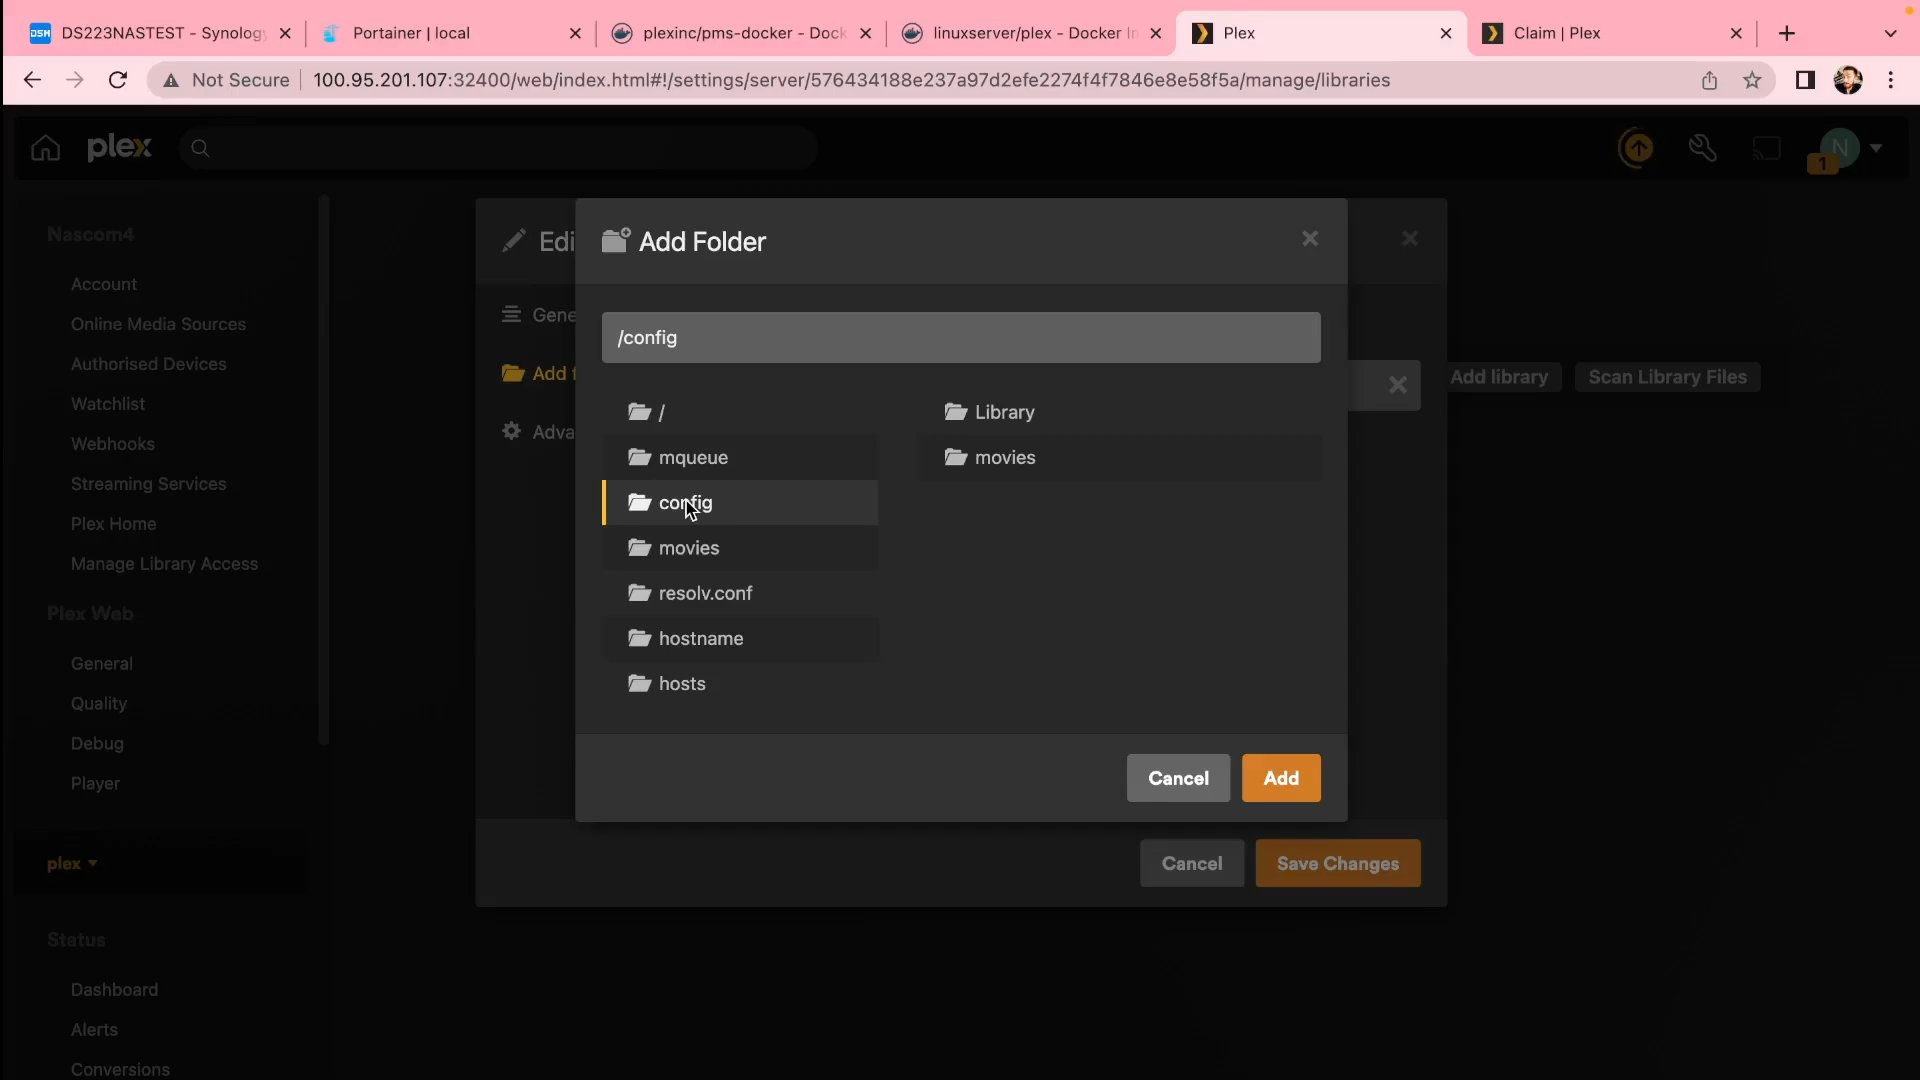 DSM DS223NASTEST - Synology
Portainer | local
plexinc/pms-docker - Dock
linuxserver/plex - Docker In
Plex
Claim | Plex
Not Secure 100.95.201.107:32400/web/index.html#!/settings/server/576434188e237a97d2efe2274f4f7846e8e58f5a/manage/libraries
plex
N
1
Nascom4
Account
Online Media Sources
Authorised Devices
Watchlist
Webhooks
Streaming Services
Plex Home
Manage Library Access
Plex Web
General
Quality
Debug
Player
plex
Status
Dashboard
Alerts
Conversions
Edi
Gene
Add f
Adva
Add library
Scan Library Files
Add Folder
/config
/
mqueue
config
movies
resolv.conf
hostname
hosts
Library
movies
Cancel
Add
Cancel
Save Changes